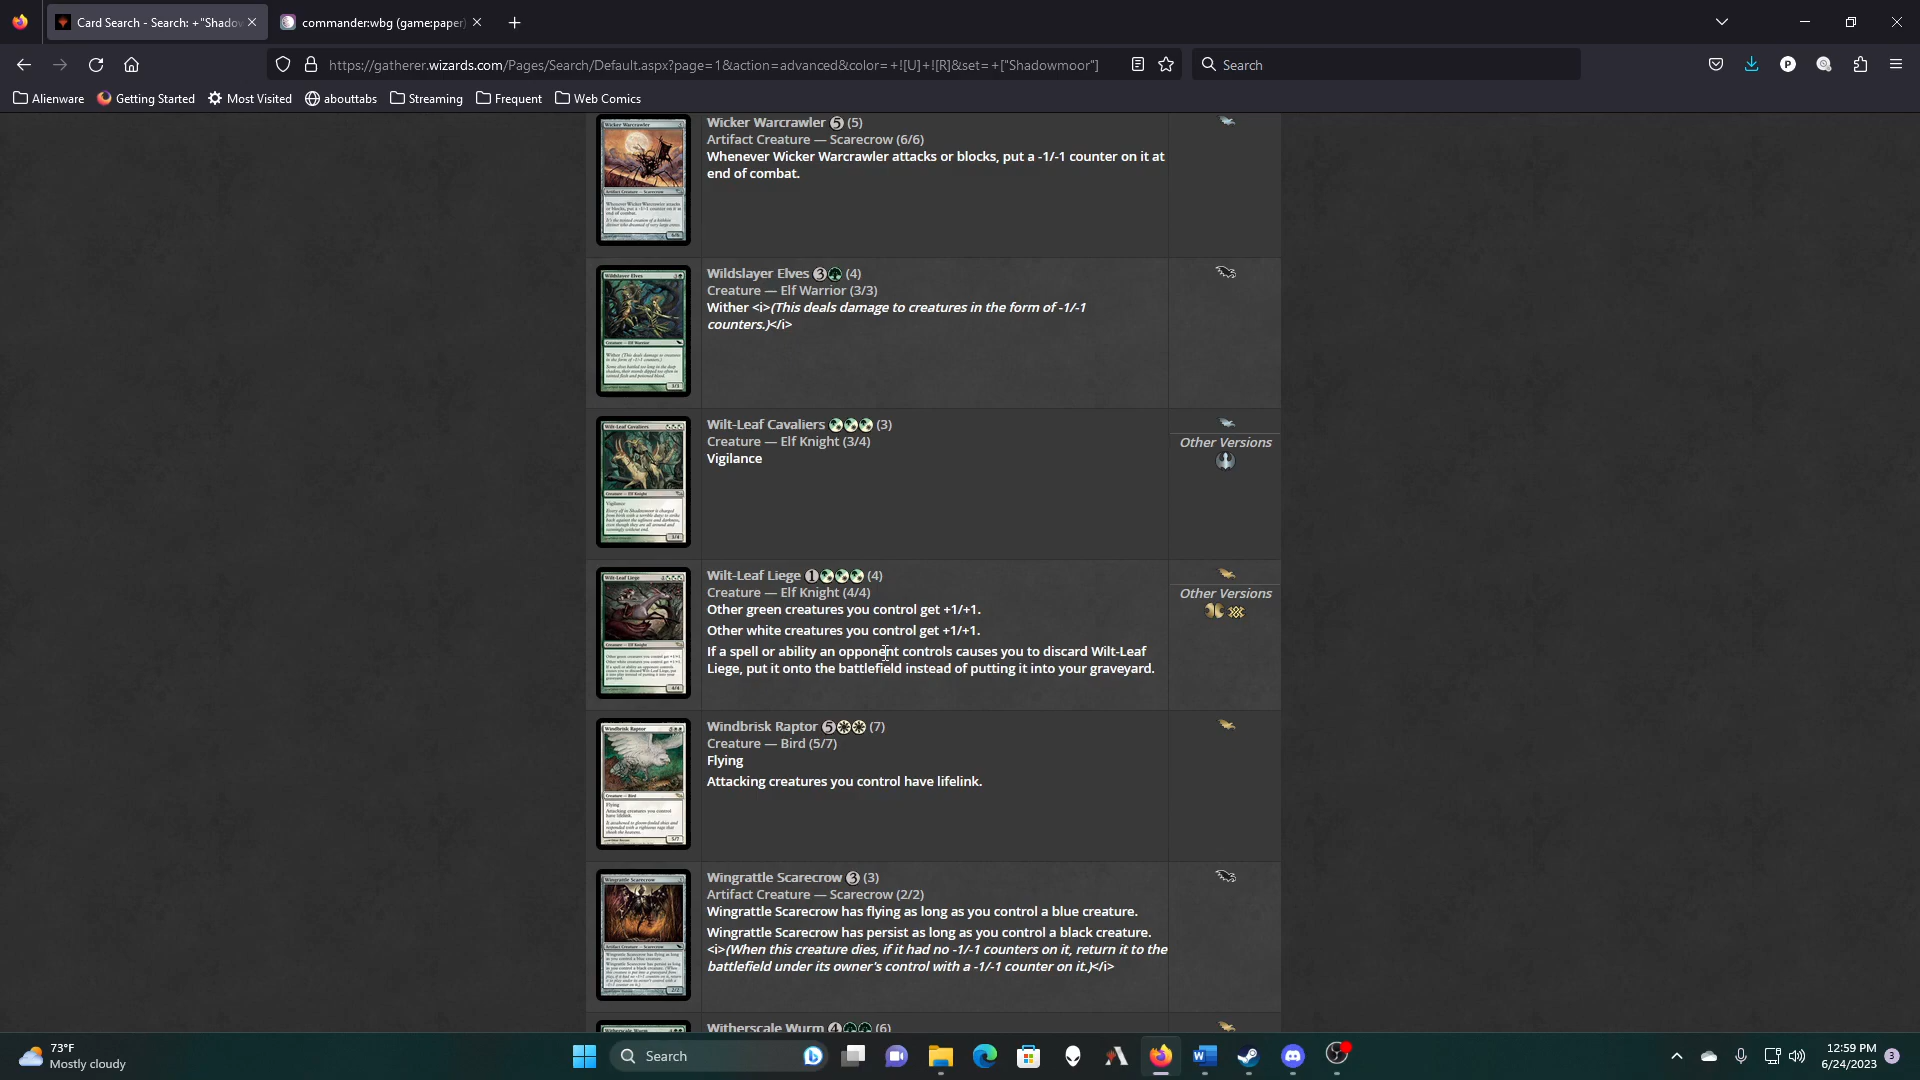 Card Search - Search: +"Shadow
commander:wbg (game:paper)
https://gatherer.wizards.com/Pages/Search/Default.aspx?page=1&action=advanced&color=+![U]+![R]&set=+["Shadowmoor"]
Search
Alienware
Getting Started
Most Visited
abouttabs
Streaming
Frequent
Web Comics
Wicker Warcrawler 5 (5)
Artifact Creature — Scarecrow (6/6)
Whenever Wicker Warcrawler attacks or blocks, put a -1/-1 counter on it at
end of combat.
Wildslayer Elves 3 (4)
Creature — Elf Warrior (3/3)
Wither <i>(This deals damage to creatures in the form of -1/-1
counters.)</i>
Wilt-Leaf Cavaliers (3)
Creature — Elf Knight (3/4)
Vigilance
Other Versions
Wilt-Leaf Liege 1 (4)
Creature — Elf Knight (4/4)
Other green creatures you control get +1/+1.
Other white creatures you control get +1/+1.
If a spell or ability an opponent controls causes you to discard Wilt-Leaf
Liege, put it onto the battlefield instead of putting it into your graveyard.
Other Versions
Windbrisk Raptor 5 (7)
Creature — Bird (5/7)
Flying
Attacking creatures you control have lifelink.
Wingrattle Scarecrow 3 (3)
Artifact Creature — Scarecrow (2/2)
Wingrattle Scarecrow has flying as long as you control a blue creature.
Wingrattle Scarecrow has persist as long as you control a black creature.
<i>(When this creature dies, if it had no -1/-1 counters on it, return it to the
battlefield under its owner's control with a -1/-1 counter on it.)</i>
Witherscale Wurm 4 (6)
73°F
Mostly cloudy
Search
12:59 PM
6/24/2023
3